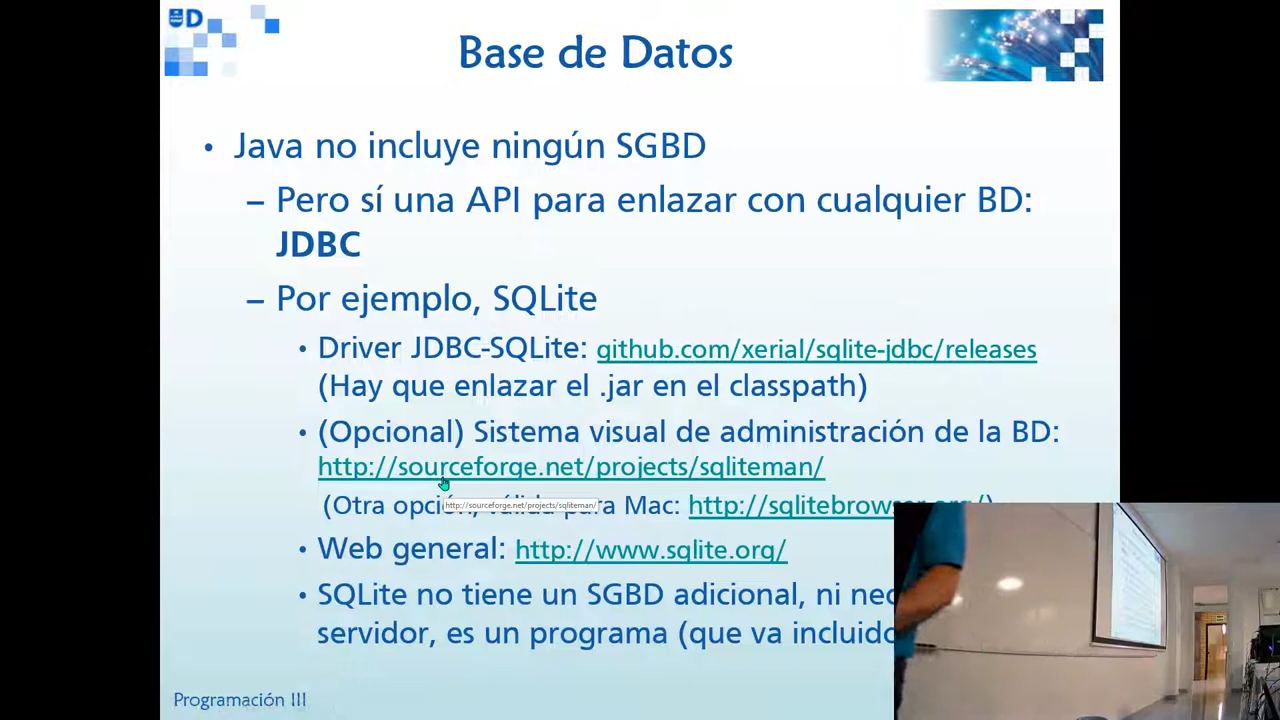 D
Base de Datos
• Java no incluye ningún SGBD
– Pero sí una API para enlazar con cualquier BD:
JDBC
– Por ejemplo, SQLite
• Driver JDBC-SQLite: github.com/xerial/sqlite-jdbc/releases
(Hay que enlazar el .jar en el classpath)
• (Opcional) Sistema visual de administración de la BD:
http://sourceforge.net/projects/sqliteman/
(Otra opción, válida para Mac: http://sqlitebrowser.org/)
http://sourceforge.net/projects/sqliteman/
• Web general: http://www.sqlite.org/
• SQLite no tiene un SGBD adicional, ni
servidor, es un programa (que va incluido
Programación III